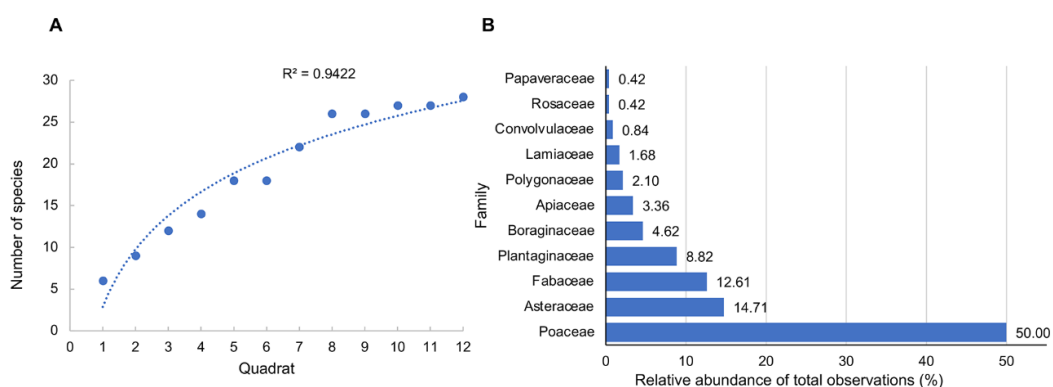 A
R² = 0.9422
Number of species
30
25
20
15
10
5
0
0 1 2 3 4 5 6 7 8 9 10 11 12
Quadrat
B
Family
Papaveraceae 0.42
Rosaceae 0.42
Convolvulaceae 0.84
Lamiaceae 1.68
Polygonaceae 2.10
Apiaceae 3.36
Boraginaceae 4.62
Plantaginaceae 8.82
Fabaceae 12.61
Asteraceae 14.71
Poaceae 50.00
0 10 20 30 40 50
Relative abundance of total observations (%)